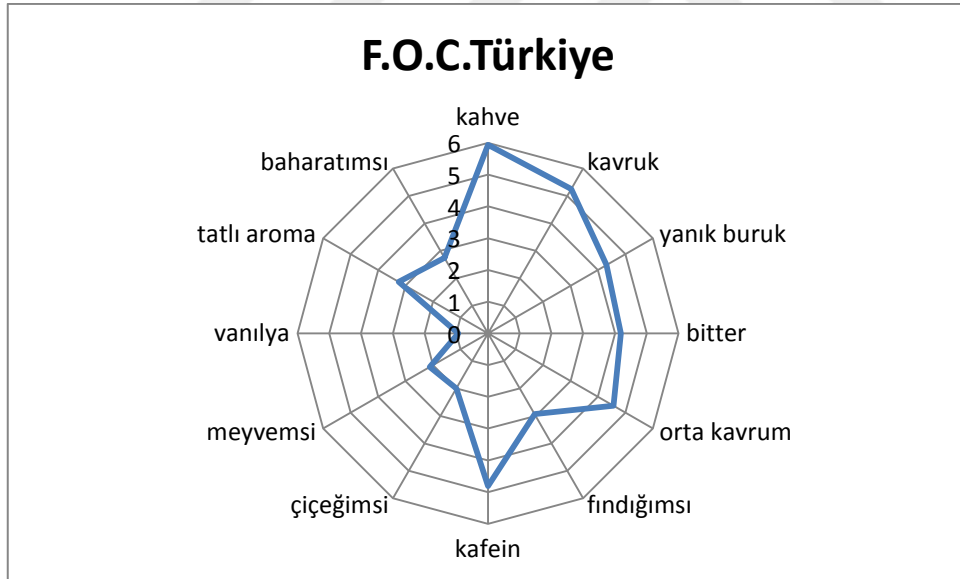 F.O.C.Türkiye
kahve
kavruk
yanık buruk
bitter
orta kavrum
fındığımsı
kafein
çiçeğimsi
meyvemsi
vanılya
tatlı aroma
baharatımsı
6
5
4
3
2
1
0